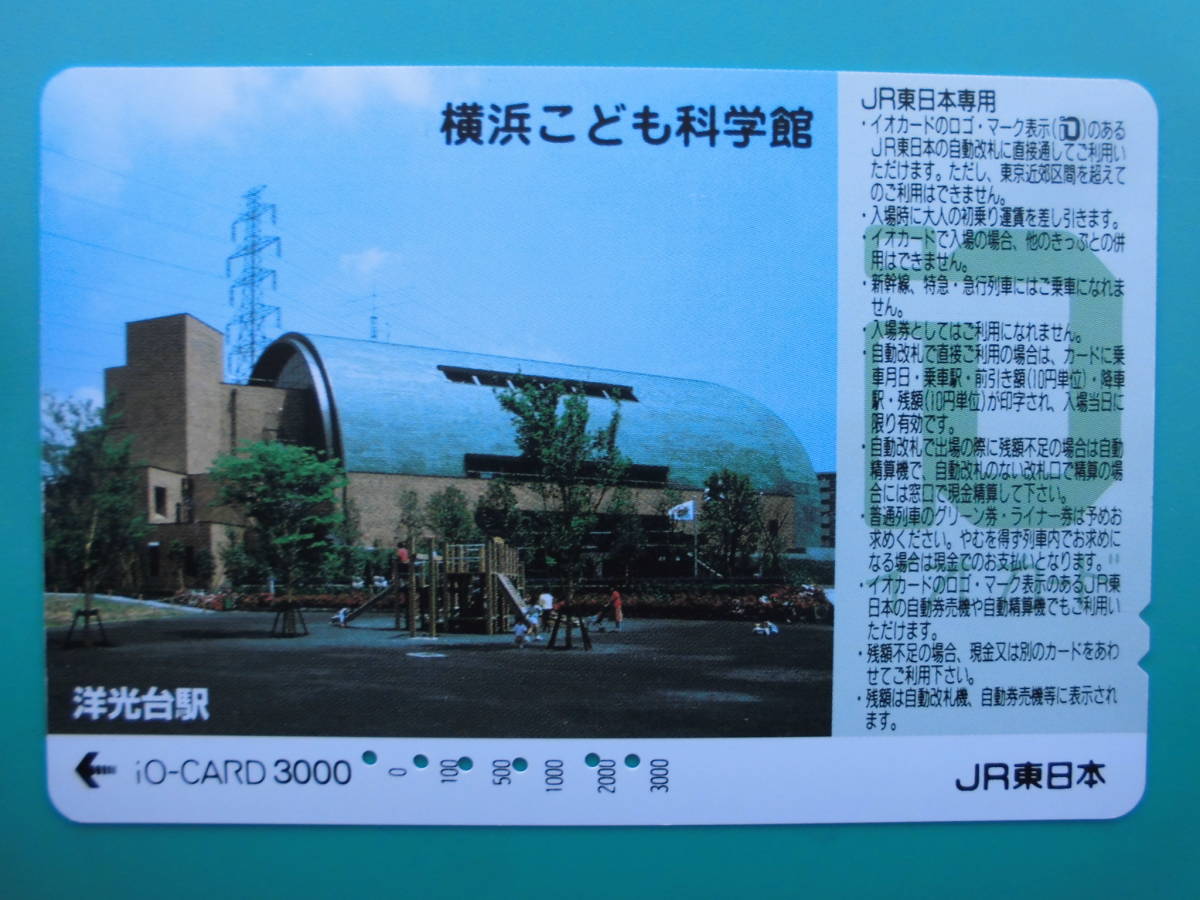 横浜こども科学館
洋光台駅
JR東日本専用
・イオカードのロゴ・マーク表示(iO)のある
JR東日本の自動改札に直接通してご利用い
ただけます。ただし、東京近郊区間を超えて
のご利用はできません。
・入場時に大人の初乗り運賃を差し引きます。
・イオカードで入場の場合、他のきっぷとの併
用はできません。
・新幹線、特急・急行列車にはご乗車になれま
せん。
・入場券としてはご利用になれません。
・自動改札で直接ご利用の場合は、カードに乗
車月日・乗車駅・前引き額(10円単位)・降車
駅・残額(10円単位)が印字され、入場当日に
限り有効です。
・自動改札で出場の際に残額不足の場合は自動
精算機で、自動改札のない改札口で精算の場
合には窓口で現金精算して下さい。
・普通列車のグリーン券・ライナー券は予めお
求めください。やむを得ず列車内でお求めに
なる場合は現金でのお支払いとなります。
・イオカードのロゴ・マーク表示のあるJR東
日本の自動券売機や自動精算機でもご利用い
ただけます。
・残額不足の場合、現金又は別のカードをあわ
せてご利用下さい。
・残額は自動改札機、自動券売機等に表示され
ます。
iO-CARD 3000
0 100 500 1000 2000 3000
JR東日本